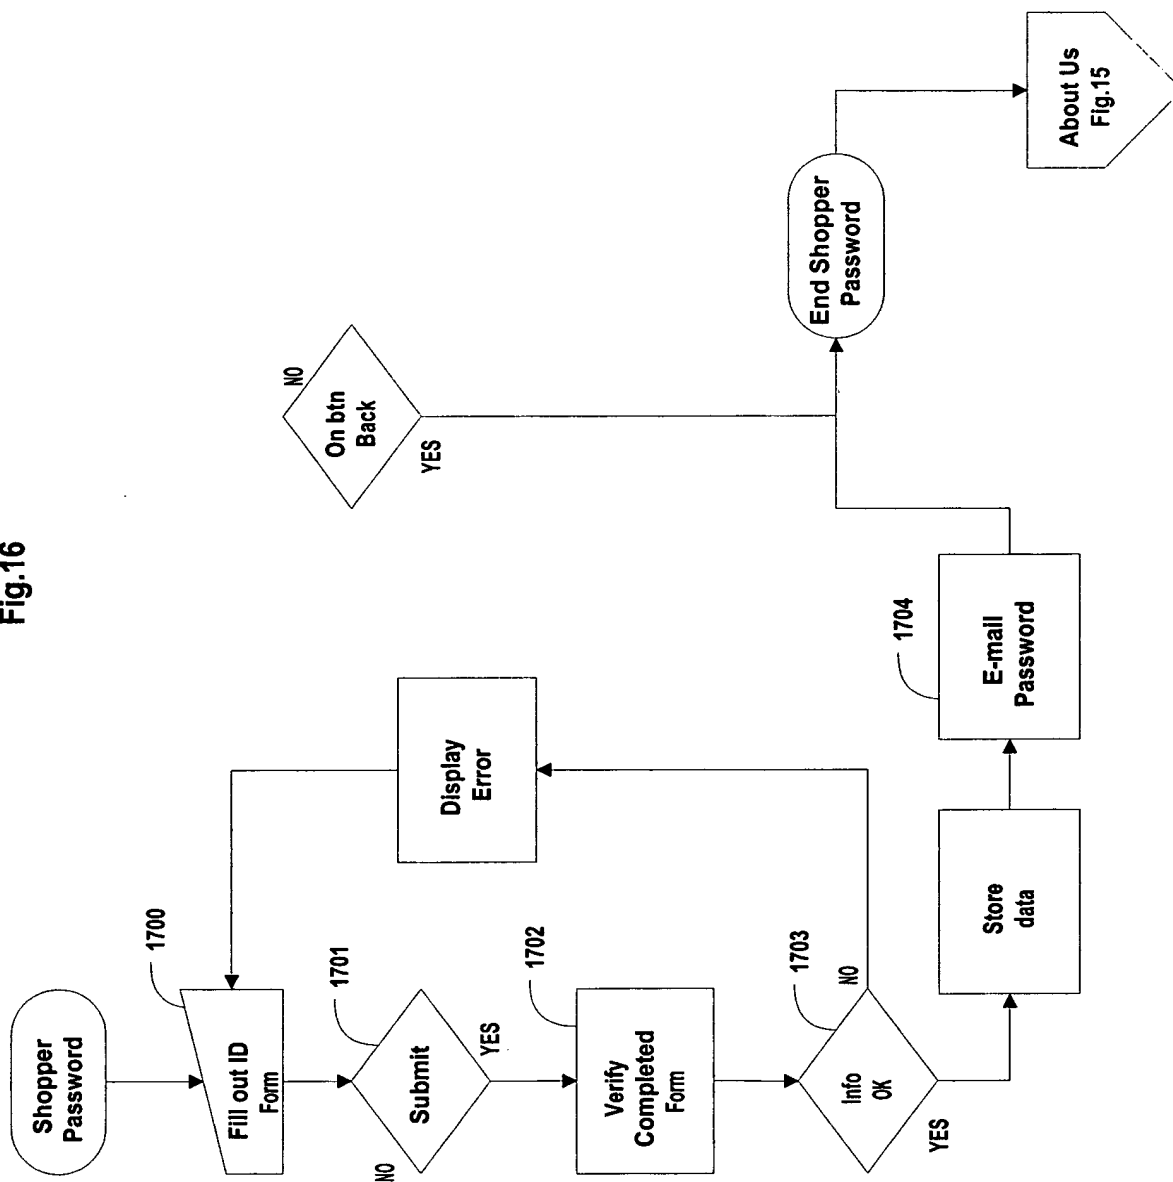 Fig.16
Shopper
Password
1700
Fill out ID
Form
1701
Submit
NO
YES
1702
Verify
Completed
Form
1703
Info
OK
NO
YES
Display
Error
Store
data
1704
E-mail
Password
On btn
Back
NO
YES
End Shopper
Password
About Us
Fig.15